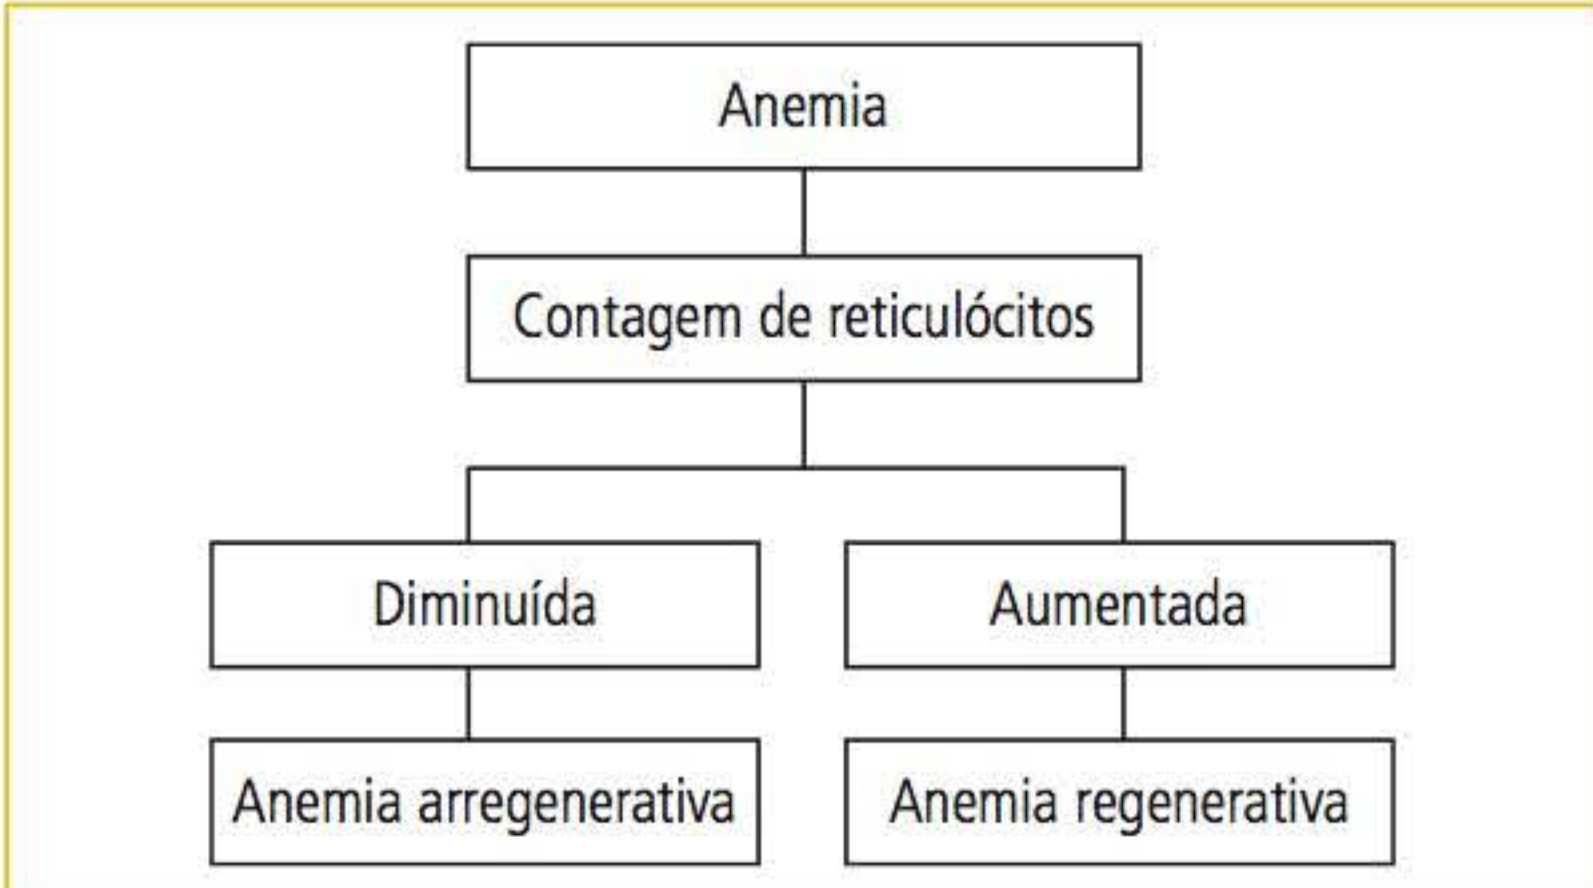 Anemia
Contagem de reticulócitos
Diminuída
Aumentada
Anemia arregenerativa
Anemia regenerativa